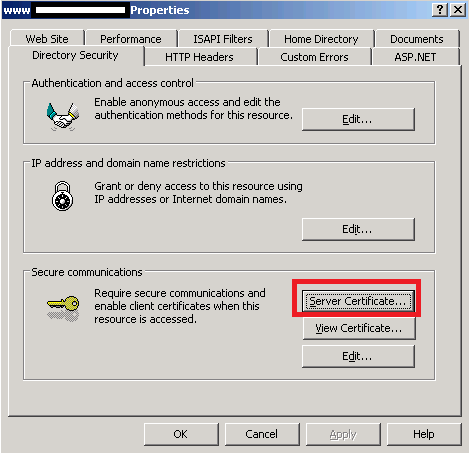 www Properties
Web Site Performance ISAPI Filters Home Directory Documents
Directory Security HTTP Headers Custom Errors ASP.NET
Authentication and access control
Enable anonymous access and edit the
authentication methods for this resource.
Edit...
IP address and domain name restrictions
Grant or deny access to this resource using
IP addresses or Internet domain names.
Edit...
Secure communications
Require secure communications and
enable client certificates when this
resource is accessed.
Server Certificate...
View Certificate...
Edit...
OK Cancel Apply Help